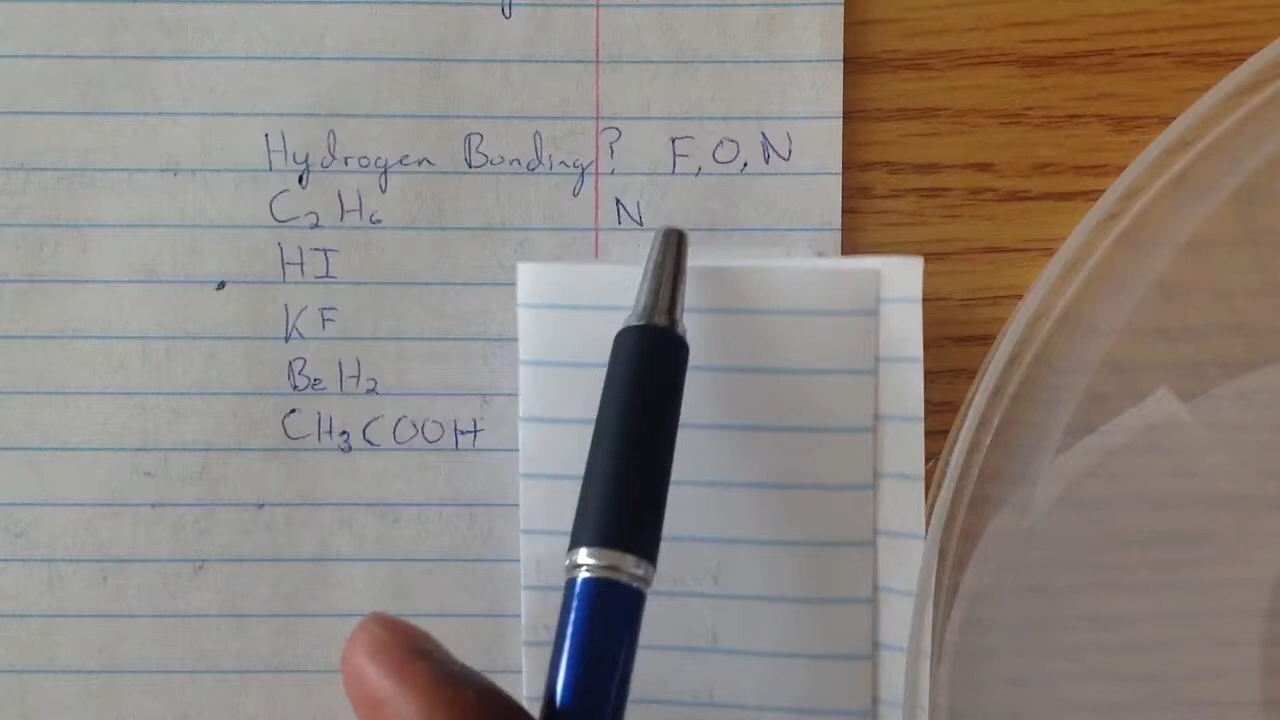 Hydrogen Bonding? F, O, N
C₂H₆ N
HI
KF
BeH₂
CH₃COOH